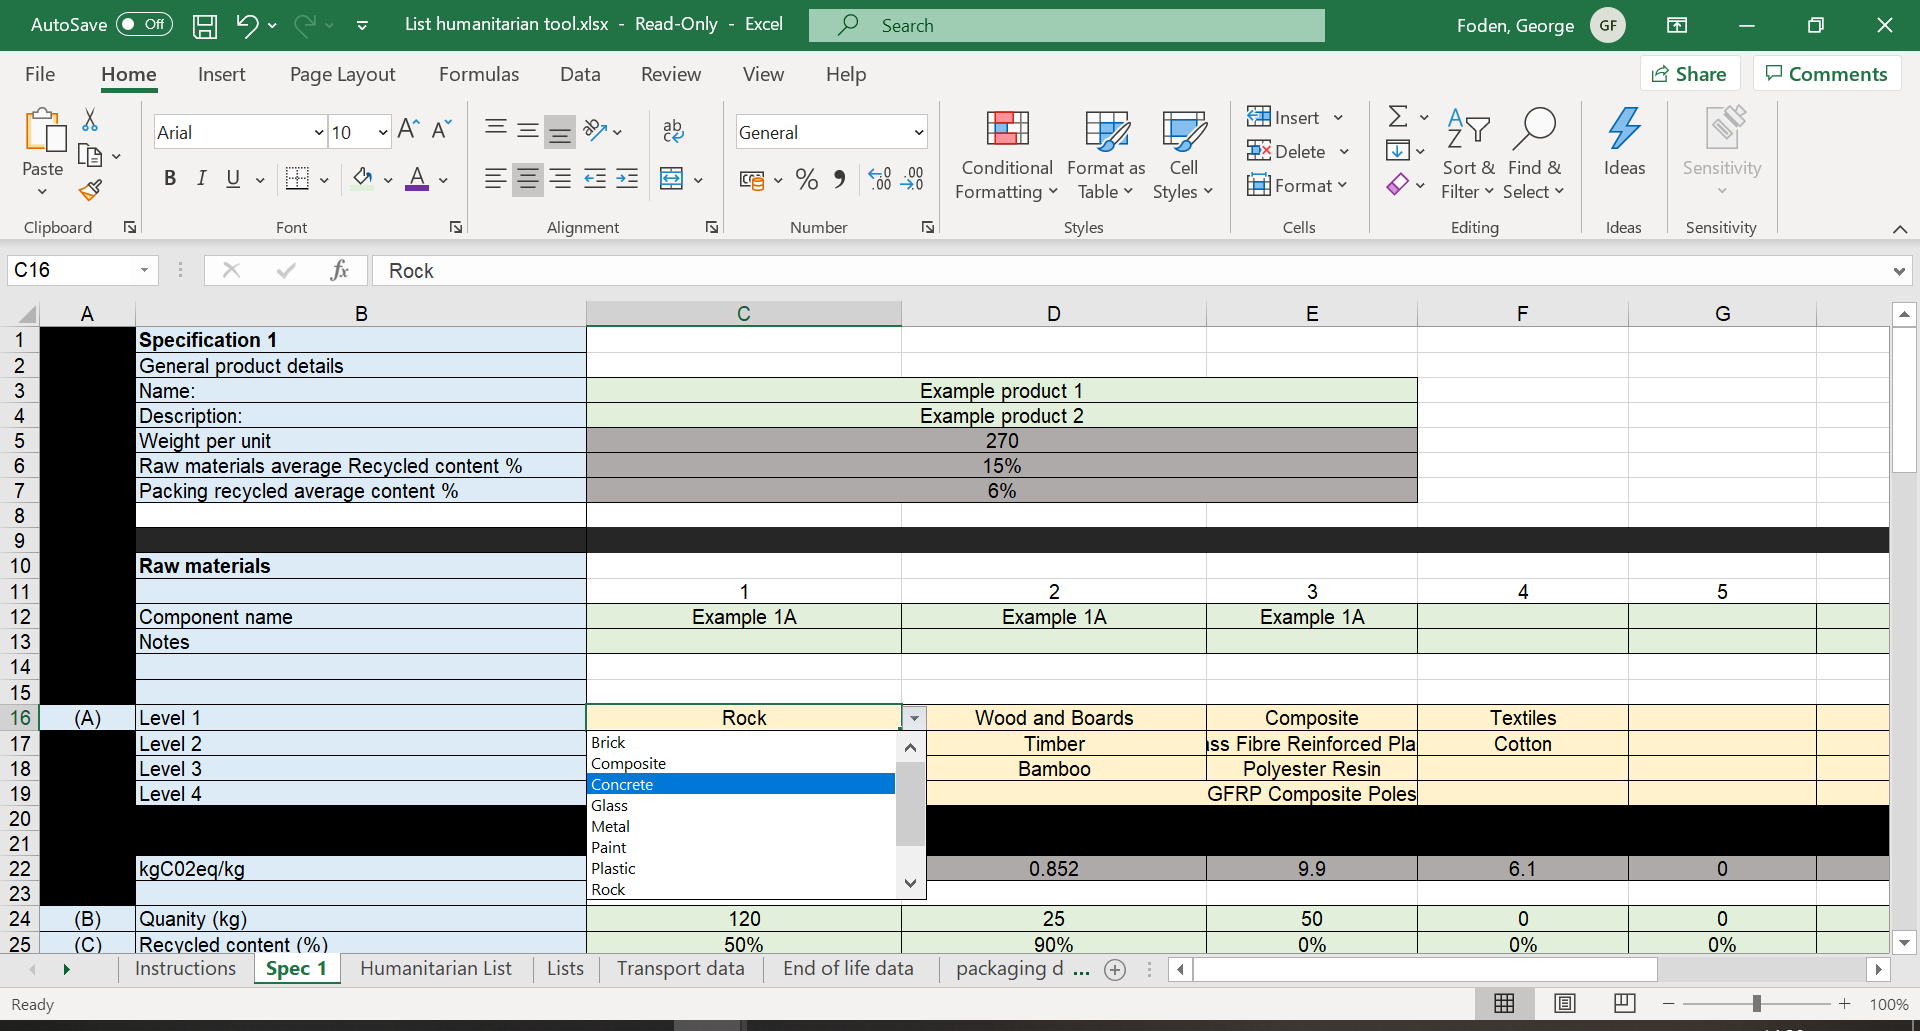 AutoSave Off List humanitarian tool.xlsx - Read-Only - Excel Search Foden, George GF
File Home Insert Page Layout Formulas Data Review View Help Share Comments
Arial 10 General
Paste B I U
ab
Conditional Formatting
Format as Table
Cell Styles
Insert
Delete
Format
Sort & Filter
Find & Select
Ideas
Sensitivity
Clipboard Font Alignment Number Styles Cells Editing Ideas Sensitivity
C16 fx Rock
A B C D E F G
1 Specification 1
2 General product details
3 Name: Example product 1
4 Description: Example product 2
5 Weight per unit 270
6 Raw materials average Recycled content % 15%
7 Packing recycled average content % 6%
8
9
10 Raw materials
11 1 2 3 4 5
12 Component name Example 1A Example 1A Example 1A
13 Notes
14
15
16 (A) Level 1 Rock Wood and Boards Composite Textiles
17 Level 2 Timber ass Fibre Reinforced Pla Cotton
18 Level 3 Bamboo Polyester Resin
19 Level 4 GFRP Composite Poles
Brick
Composite
Concrete
Glass
Metal
Paint
Plastic
Rock
20
21
22 kgC02eq/kg 0.852 9.9 6.1 0
23
24 (B) Quanity (kg) 120 25 50 0 0
25 (C) Recycled content (%) 50% 90% 0% 0% 0%
Instructions Spec 1 Humanitarian List Lists Transport data End of life data packaging d ...
Ready 100%